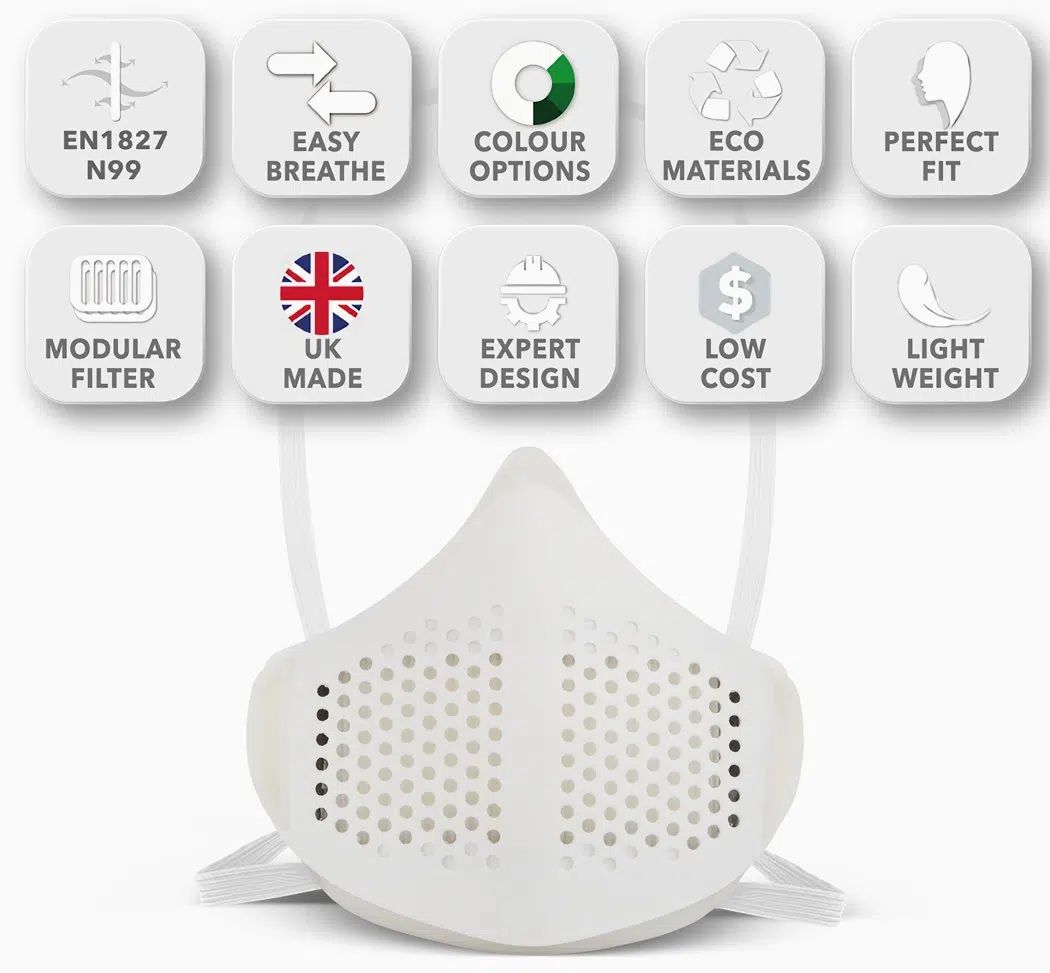 EN1827
N99
EASY
BREATHE
COLOUR
OPTIONS
ECO
MATERIALS
PERFECT
FIT
MODULAR
FILTER
UK
MADE
EXPERT
DESIGN
$
LOW
COST
LIGHT
WEIGHT